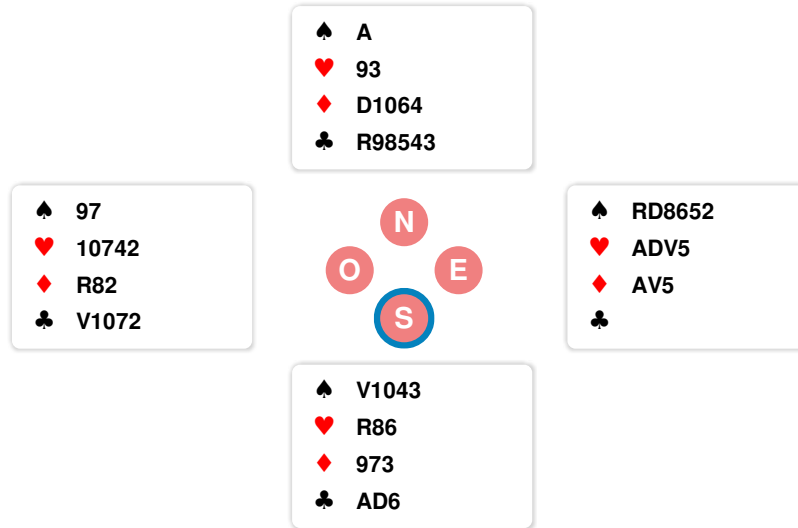 ♠ A
♥ 93
♦ D1064
♣ R98543
♠ 97
♥ 10742
♦ R82
♣ V1072
N
O E
S
♠ RD8652
♥ ADV5
♦ AV5
♣
♠ V1043
♥ R86
♦ 973
♣ AD6